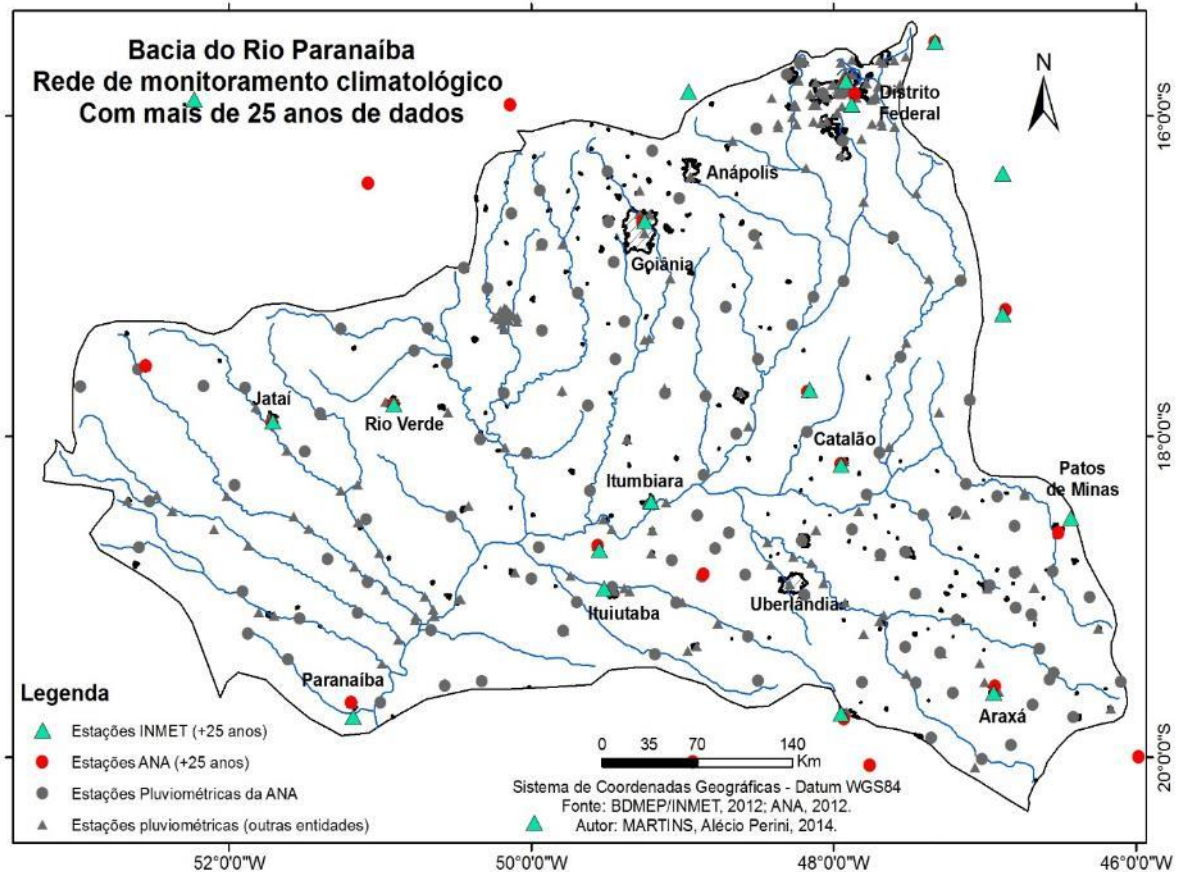 Bacia do Rio Paranaíba
Rede de monitoramento climatológico
Com mais de 25 anos de dados
N
Distrito
Federal
16°0'0"S
Anápolis
Goiânia
Jataí
Rio Verde
Catalão
18°0'0"S
Itumbiara
Patos
de Minas
Ituiutaba
Uberlândia
Paranaíba
Araxá
Legenda
Estações INMET (+25 anos)
Estações ANA (+25 anos)
Estações Pluviométricas da ANA
Estações pluviométricas (outras entidades)
0 35 70 140
Km
20°0'0"S
Sistema de Coordenadas Geográficas - Datum WGS84
Fonte: BDMEP/INMET, 2012; ANA, 2012.
Autor: MARTINS, Alécio Perini, 2014.
52°0'0"W 50°0'0"W 48°0'0"W 46°0'0"W